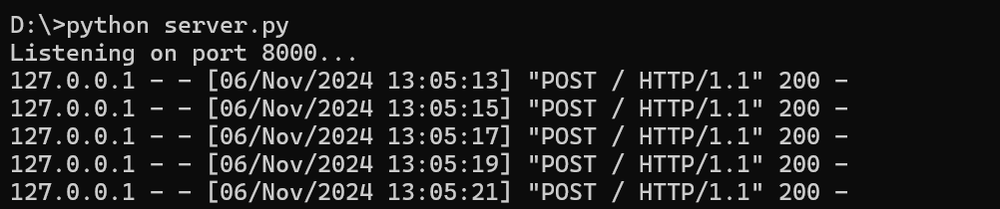 D:\>python server.py
Listening on port 8000...
127.0.0.1 - - [06/Nov/2024 13:05:13] "POST / HTTP/1.1" 200 -
127.0.0.1 - - [06/Nov/2024 13:05:15] "POST / HTTP/1.1" 200 -
127.0.0.1 - - [06/Nov/2024 13:05:17] "POST / HTTP/1.1" 200 -
127.0.0.1 - - [06/Nov/2024 13:05:19] "POST / HTTP/1.1" 200 -
127.0.0.1 - - [06/Nov/2024 13:05:21] "POST / HTTP/1.1" 200 -